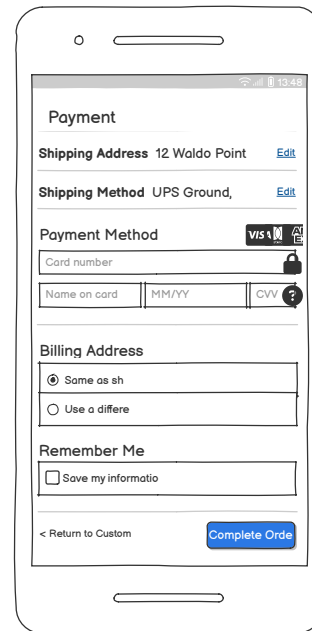 13:48
Payment
Shipping Address 12 Waldo Point Edit
Shipping Method UPS Ground, Edit
Payment Method VISA
Card number
Name on card MM/YY CVV ?
Billing Address
Same as sh
Use a differe
Remember Me
Save my informatio
< Return to Custom Complete Orde